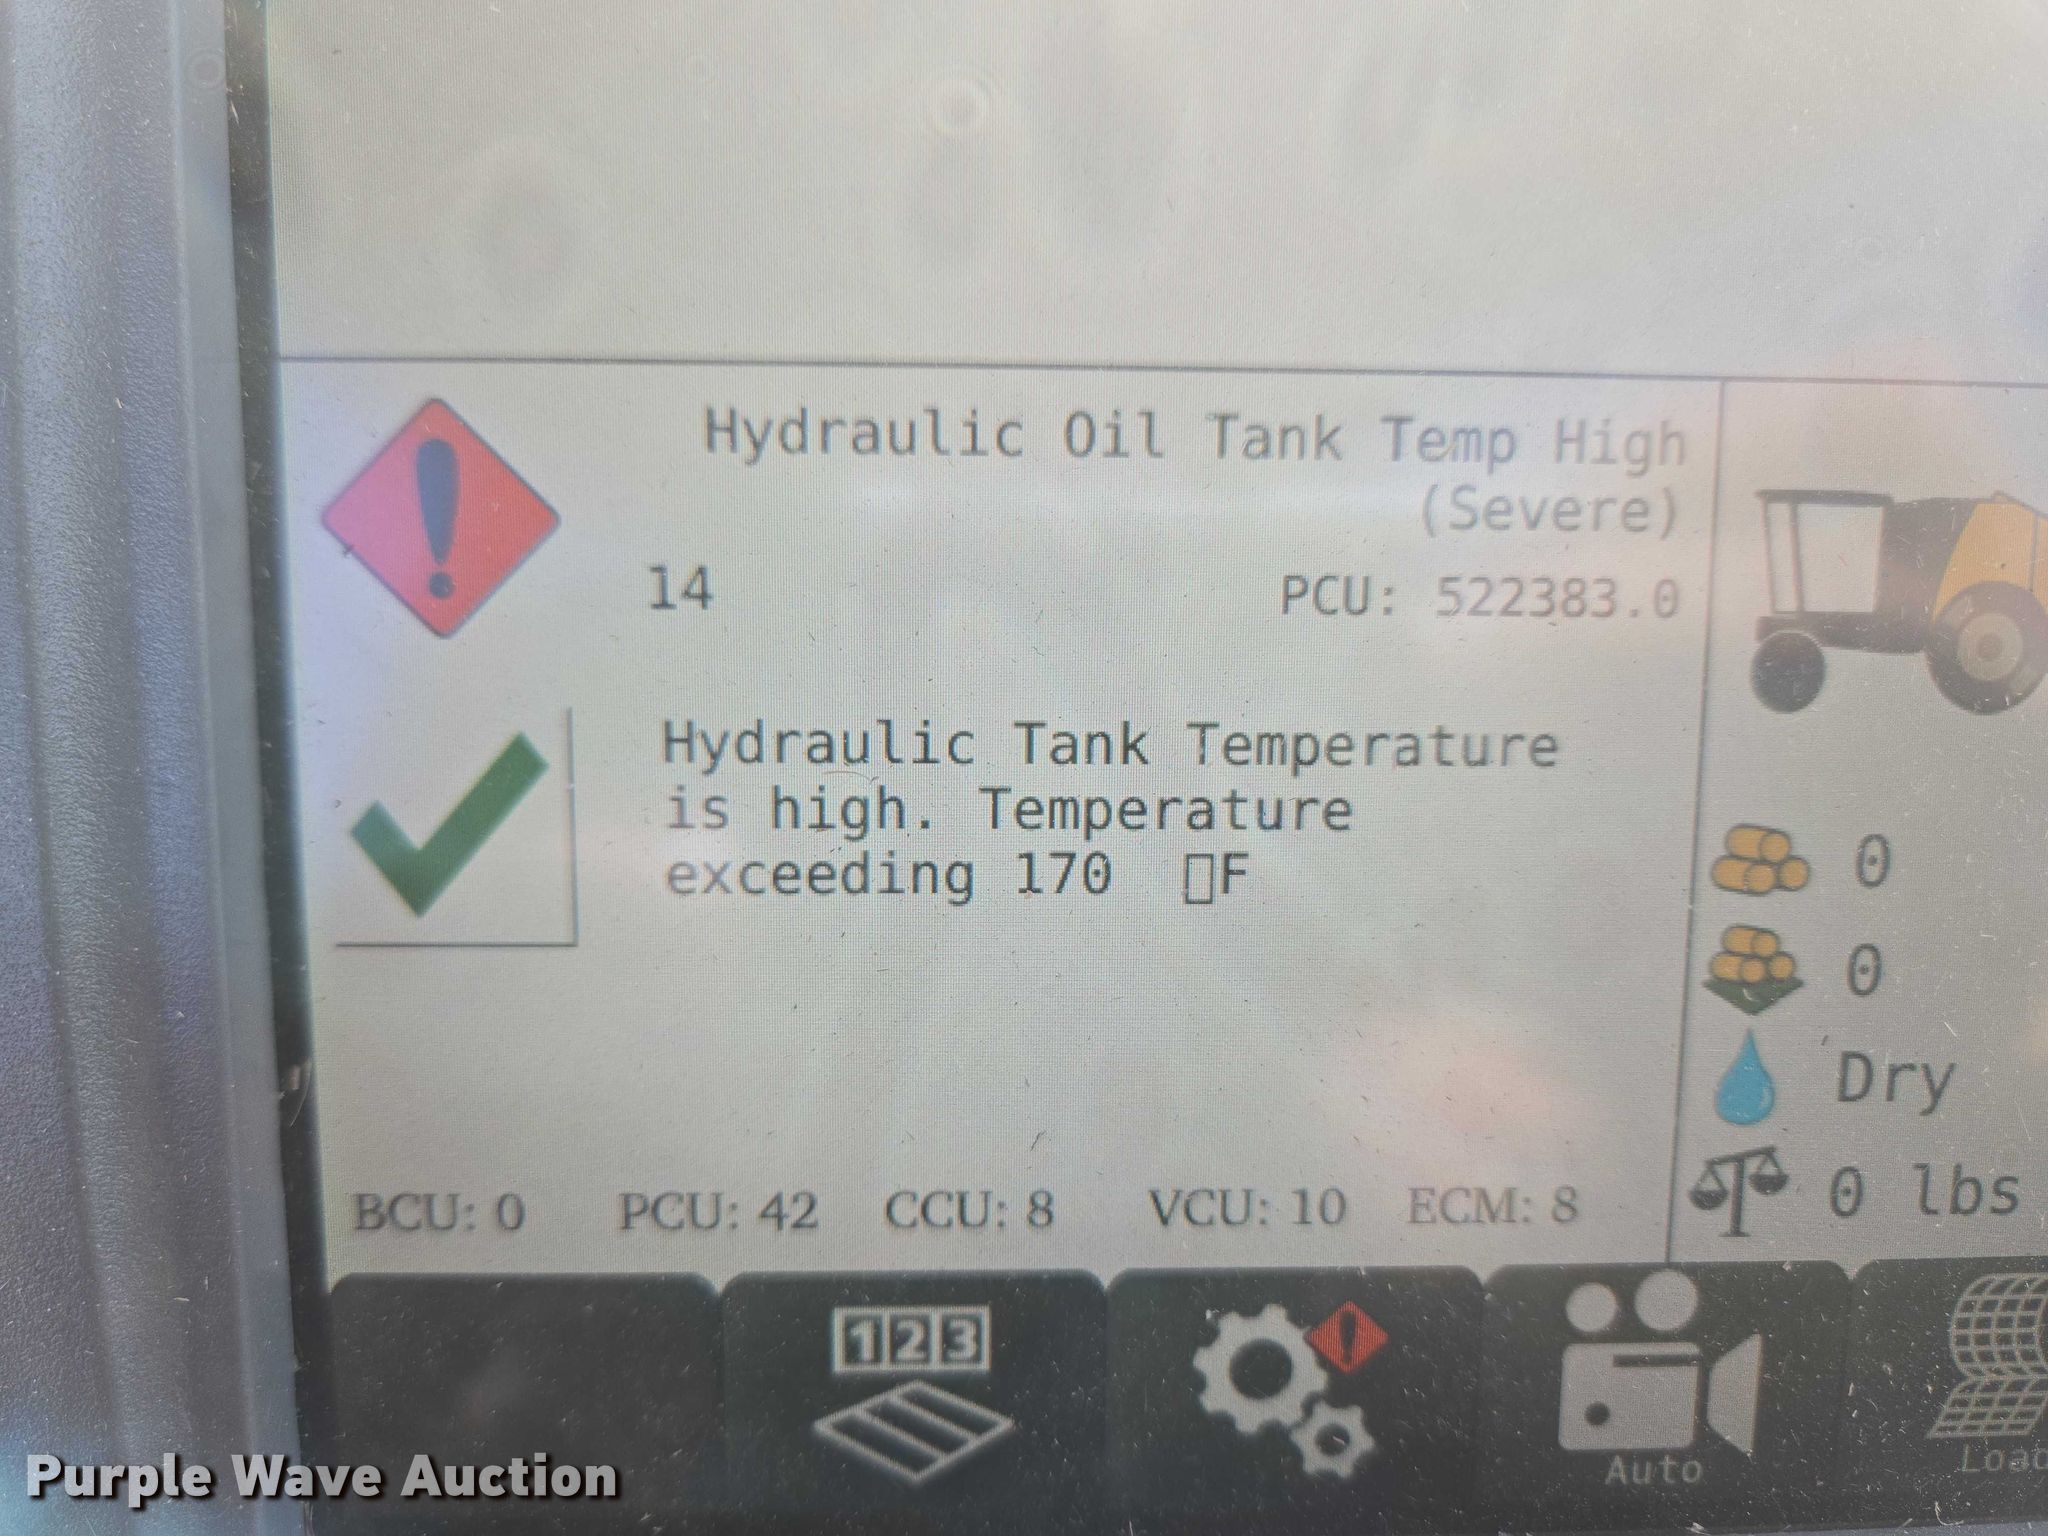 Hydraulic Oil Tank Temp High
(Severe)
14 PCU: 522383.0
Hydraulic Tank Temperature
is high. Temperature
exceeding 170 □F
0
0
Dry
0 lbs
BCU: 0 PCU: 42 CCU: 8 VCU: 10 ECM: 8
123
Auto
Purple Wave Auction